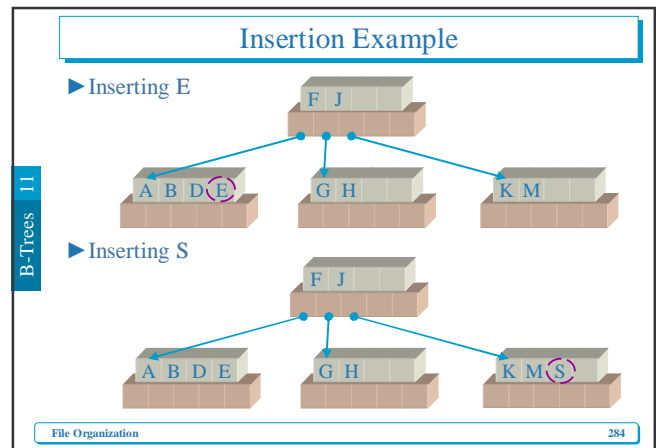 Insertion Example
►Inserting E
F J
A B D E
G H
K M
►Inserting S
F J
A B D E
G H
K M S
B-Trees 11
File Organization 284